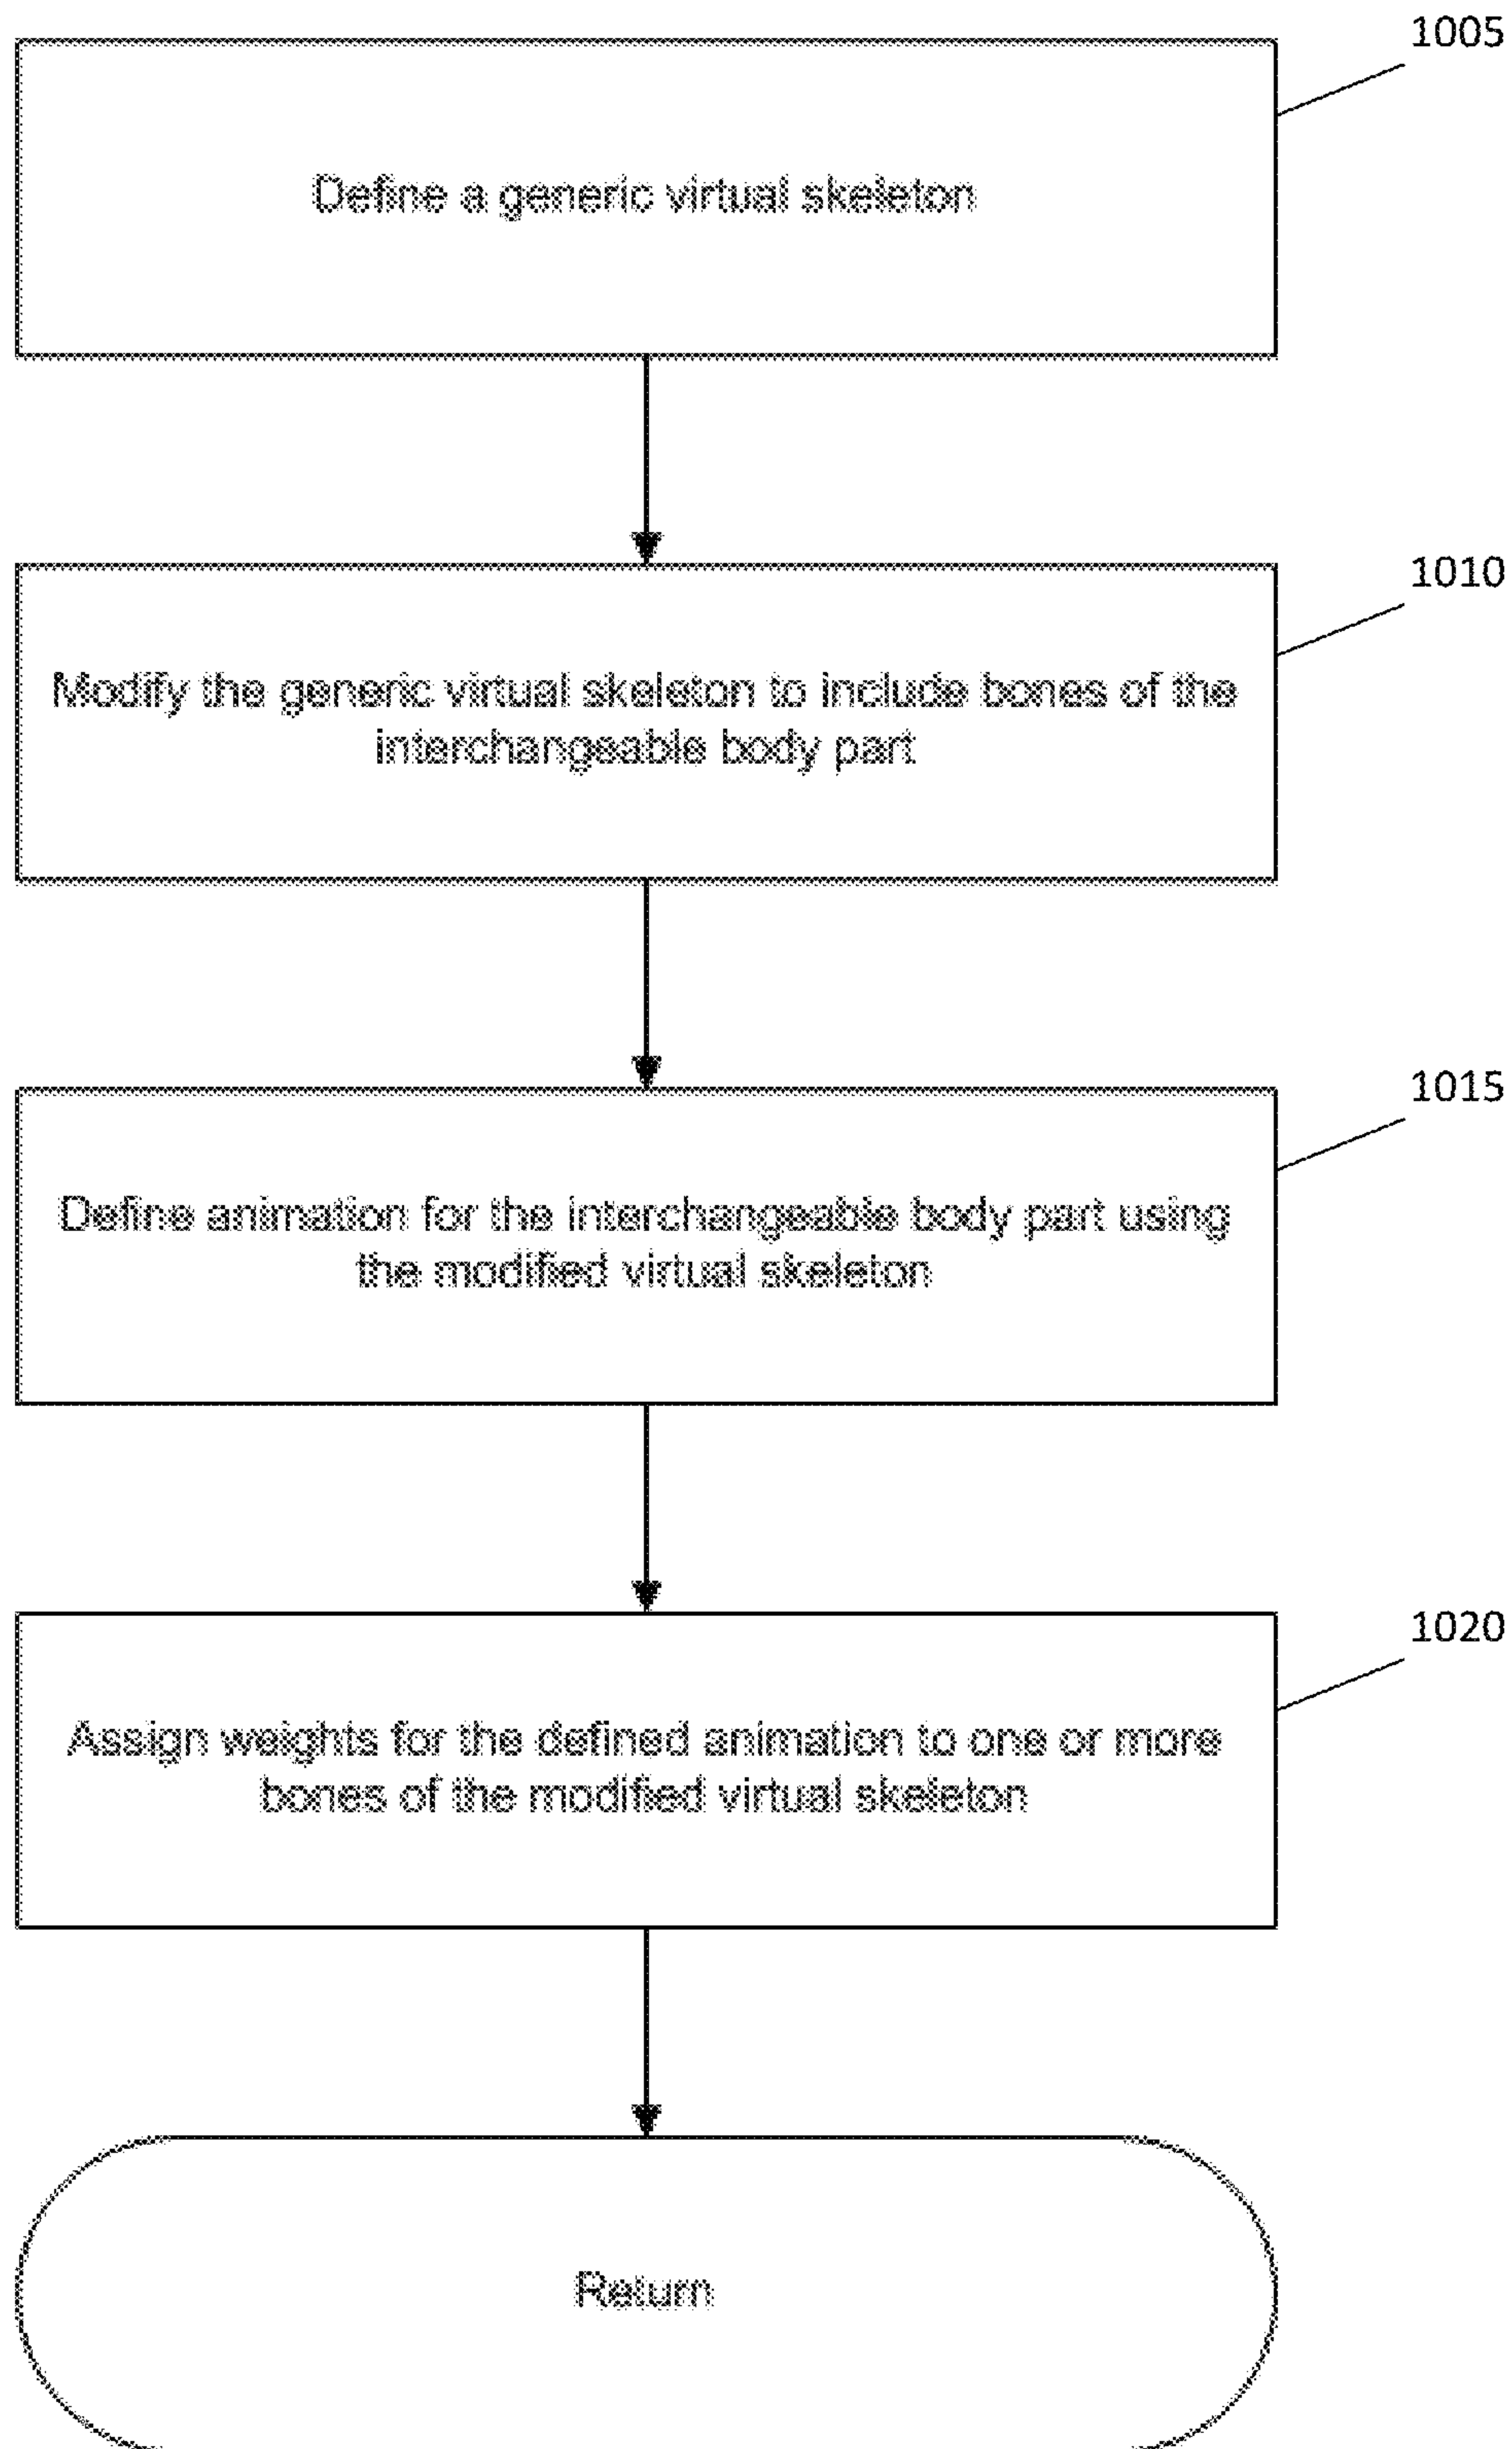 1005
Define a generic virtual skeleton
1010
Modify the generic virtual skeleton to include bones of the
interchangeable body part
1015
Define animation for the interchangeable body part using
the modified virtual skeleton
1020
Assign weights for the defined animation to one or more
bones of the modified virtual skeleton
Return